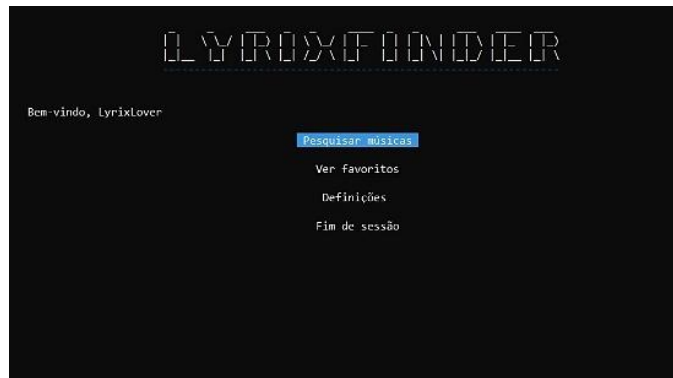 LYRIXFINDER
Bem-vindo, LyrixLover
Pesquisar músicas
Ver favoritos
Definições
Fim de sessão